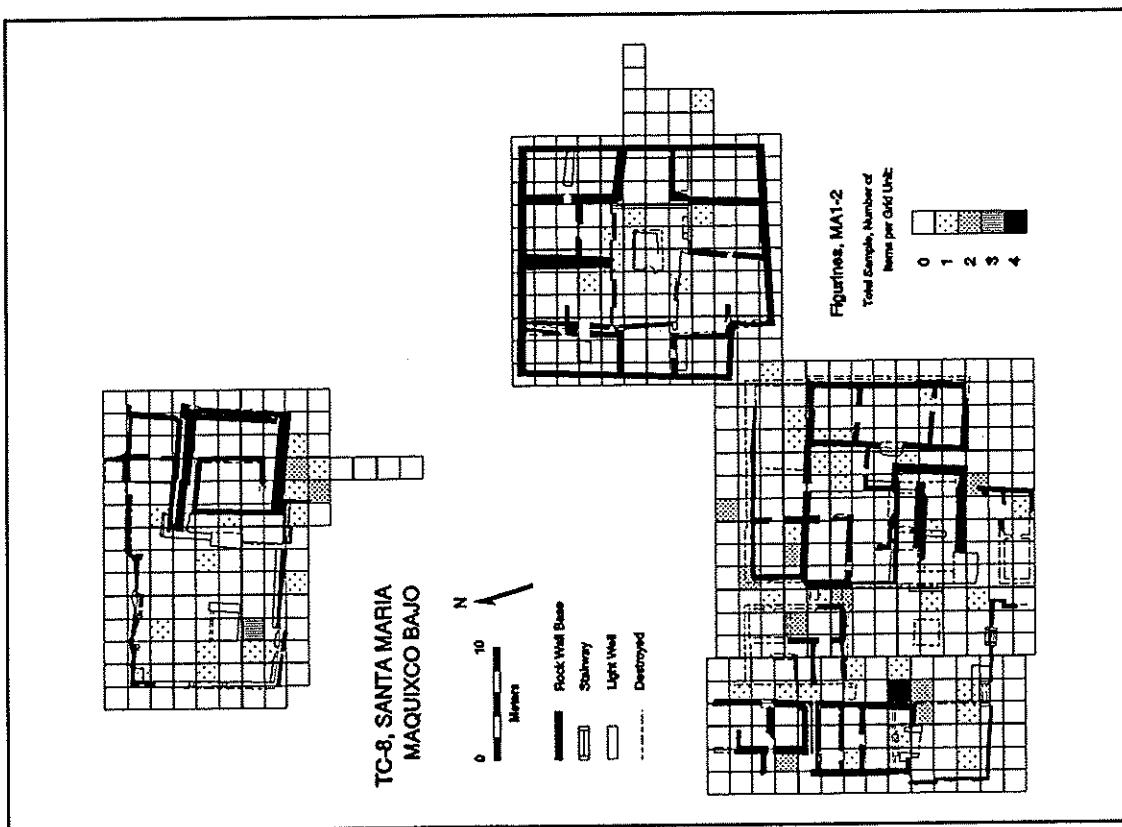 TC-8, SANTA MARIA
MAQUIXCO BAJO
N
0 10
Meters
Rock Wall Base
Stairway
Light Well
Destroyed
Figurines, MA1-2
Total Sample, Number of
Items per Grid Unit:
0
1
2
3
4